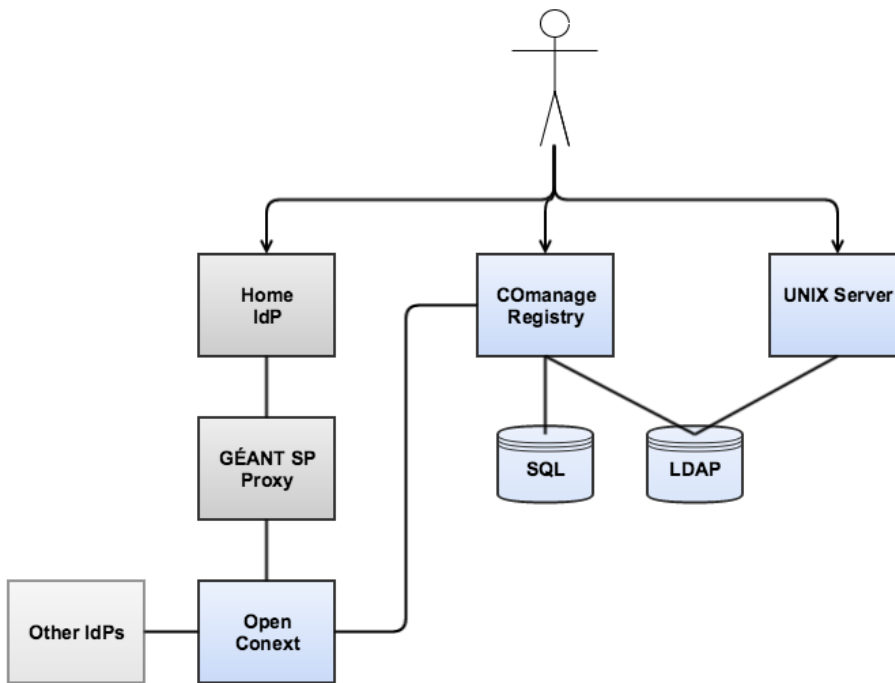 Home
IdP
COmanage
Registry
UNIX Server
GÉANT SP
Proxy
SQL
LDAP
Other IdPs
Open
Conext